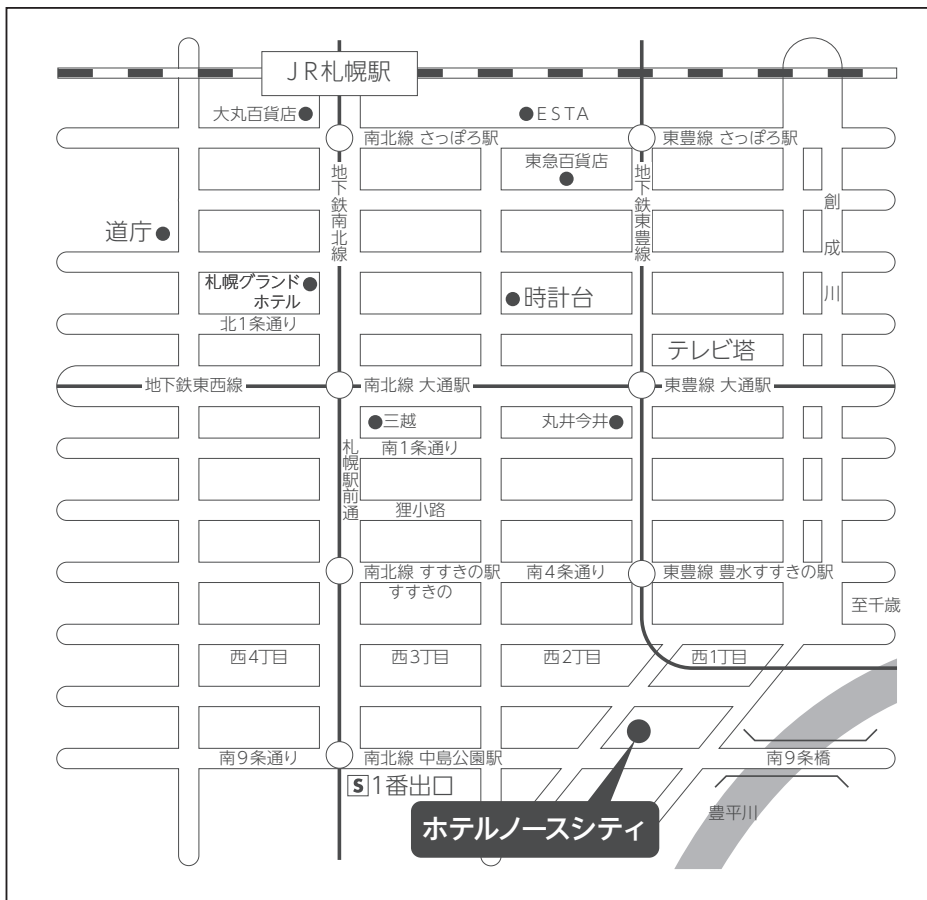 JR札幌駅
大丸百貨店
ESTA
南北線 さっぽろ駅
東豊線 さっぽろ駅
東急百貨店
地下鉄南北線
地下鉄東豊線
創成川
道庁
札幌グランド
ホテル
時計台
北1条通り
テレビ塔
地下鉄東西線
南北線 大通駅
東豊線 大通駅
三越
丸井今井
南1条通り
札幌駅前通
狸小路
南北線 すすきの駅
南4条通り
東豊線 豊水すすきの駅
すすきの
至千歳
西4丁目
西3丁目
西2丁目
西1丁目
南9条通り
南北線 中島公園駅
南9条橋
S1番出口
豊平川
ホテルノースシティ